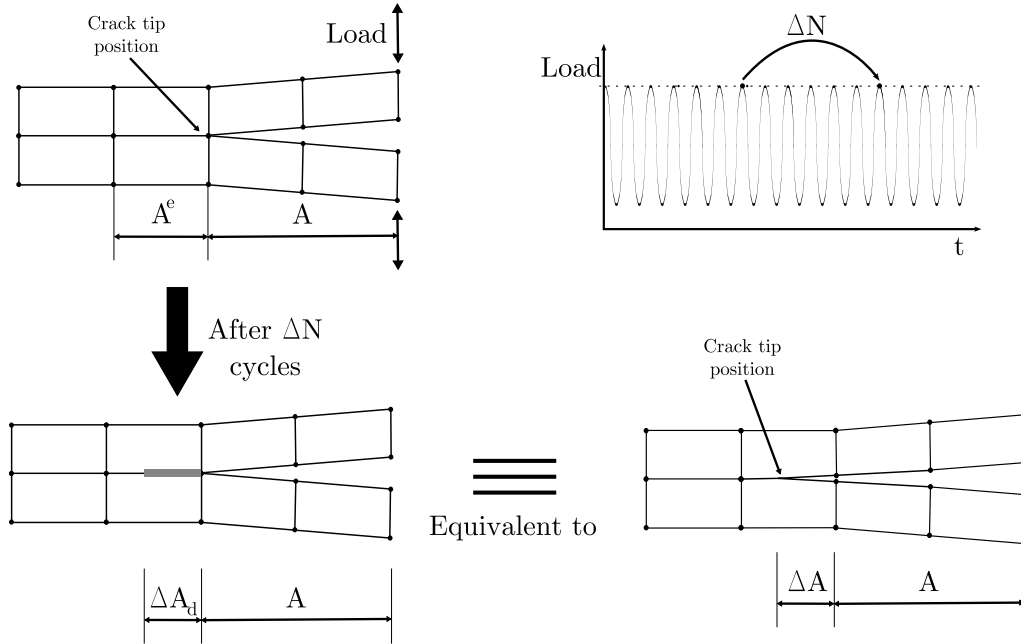 Crack tip
position
Load
A^e
A
Load
ΔN
t
After ΔN
cycles
Crack tip
position
Equivalent to
ΔA_d
A
ΔA
A